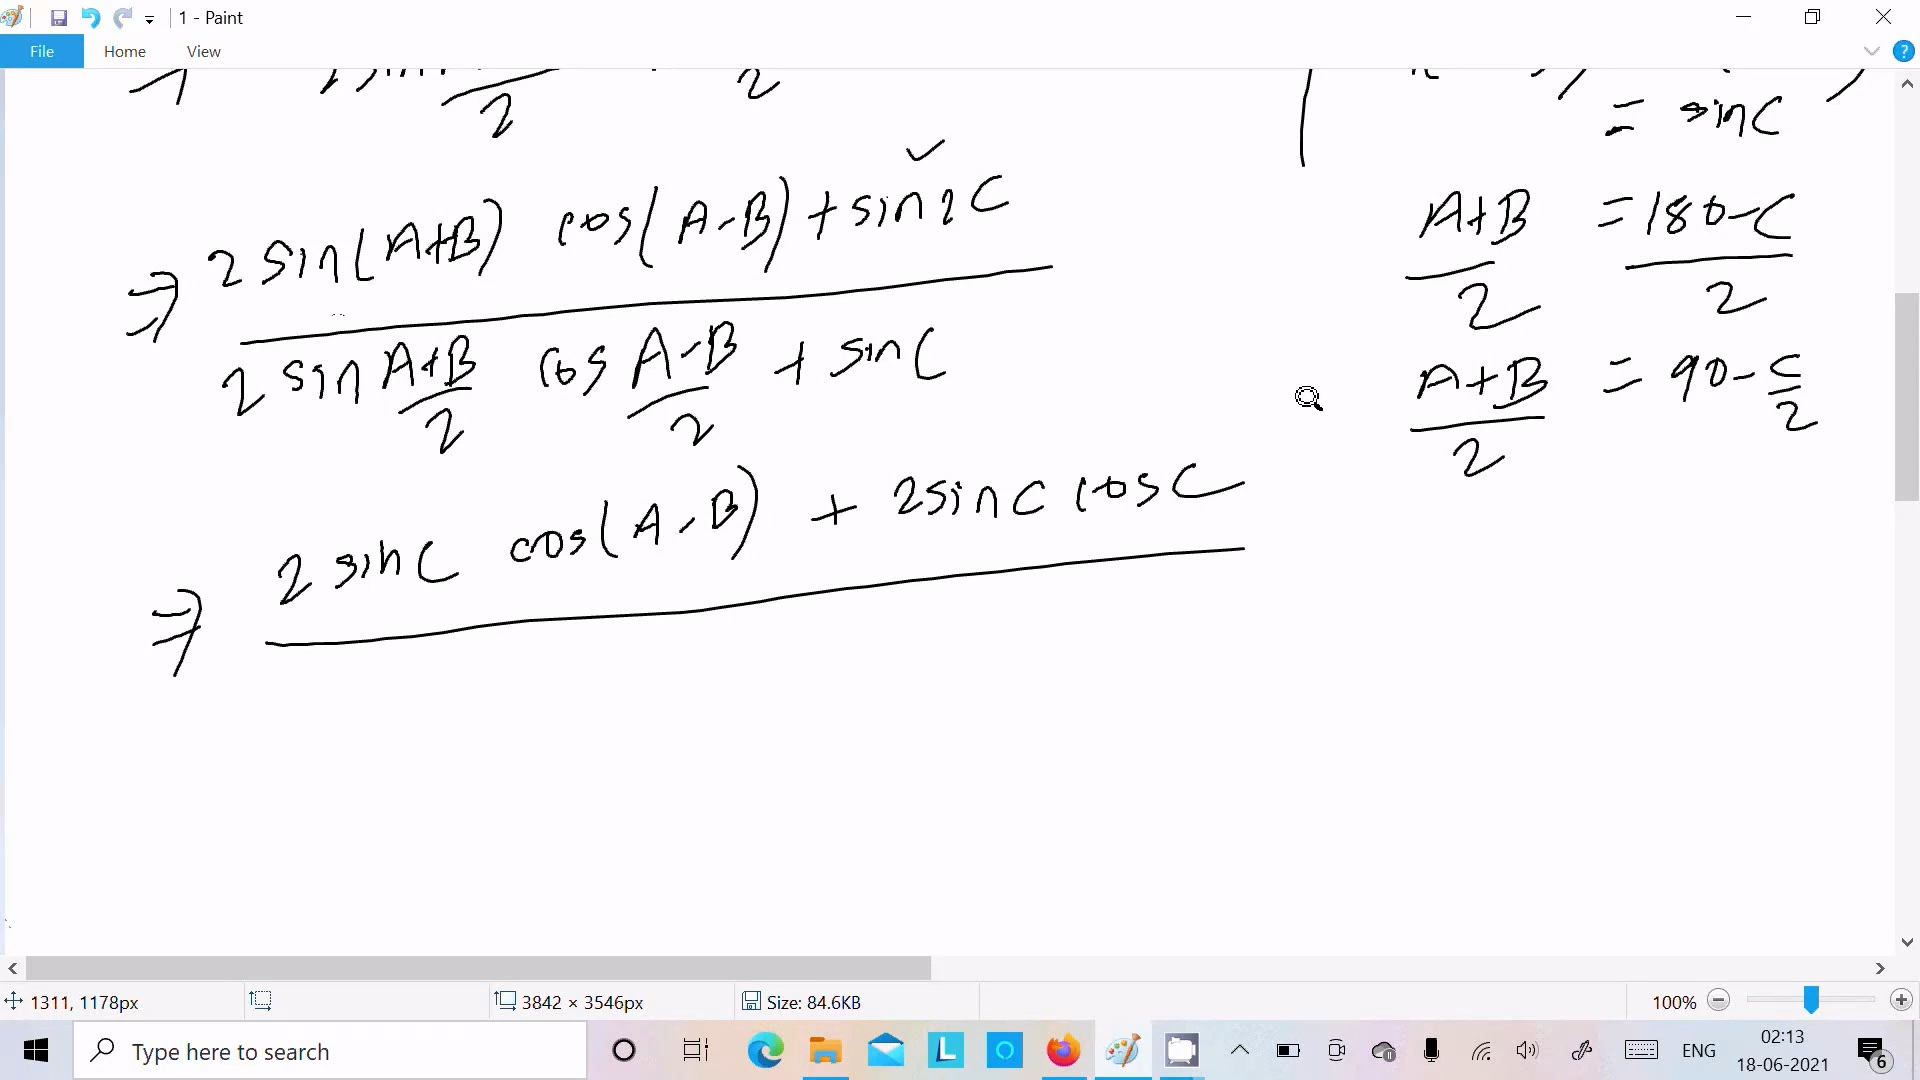 1 - Paint
File Home View
2
2
= sinC
2 sin(A+B) cos(A-B) + sin2C
⇒
2 sin A+B/2 cos A-B/2 + sinC
A+B/2 = 180-C/2
A+B/2 = 90-C/2
2 sinC cos(A-B) + 2sinC cosC
⇒
1311, 1178px 3842 × 3546px Size: 84.6KB 100%
Type here to search ENG 02:13
18-06-2021 6